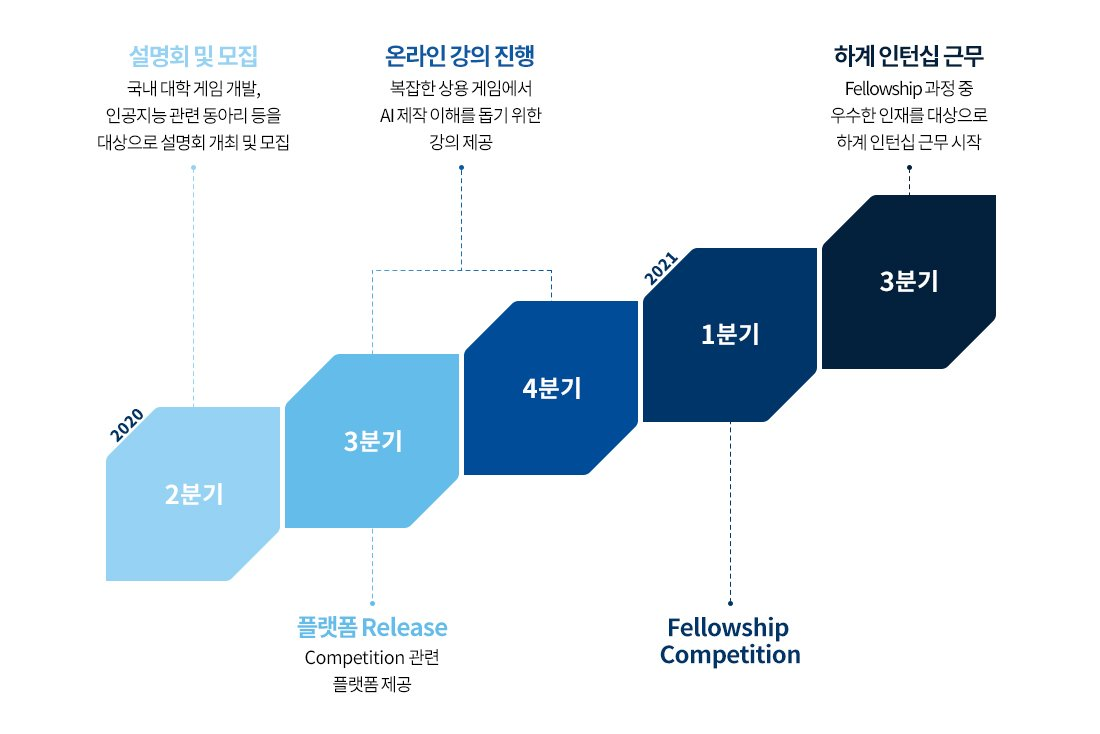 설명회 및 모집
국내 대학 게임 개발,
인공지능 관련 동아리 등을
대상으로 설명회 개최 및 모집
온라인 강의 진행
복잡한 상용 게임에서
AI 제작 이해를 돕기 위한
강의 제공
하계 인턴십 근무
Fellowship 과정 중
우수한 인재를 대상으로
하계 인턴십 근무 시작
2020
2분기
3분기
4분기
2021
1분기
3분기
플랫폼 Release
Competition 관련
플랫폼 제공
Fellowship
Competition